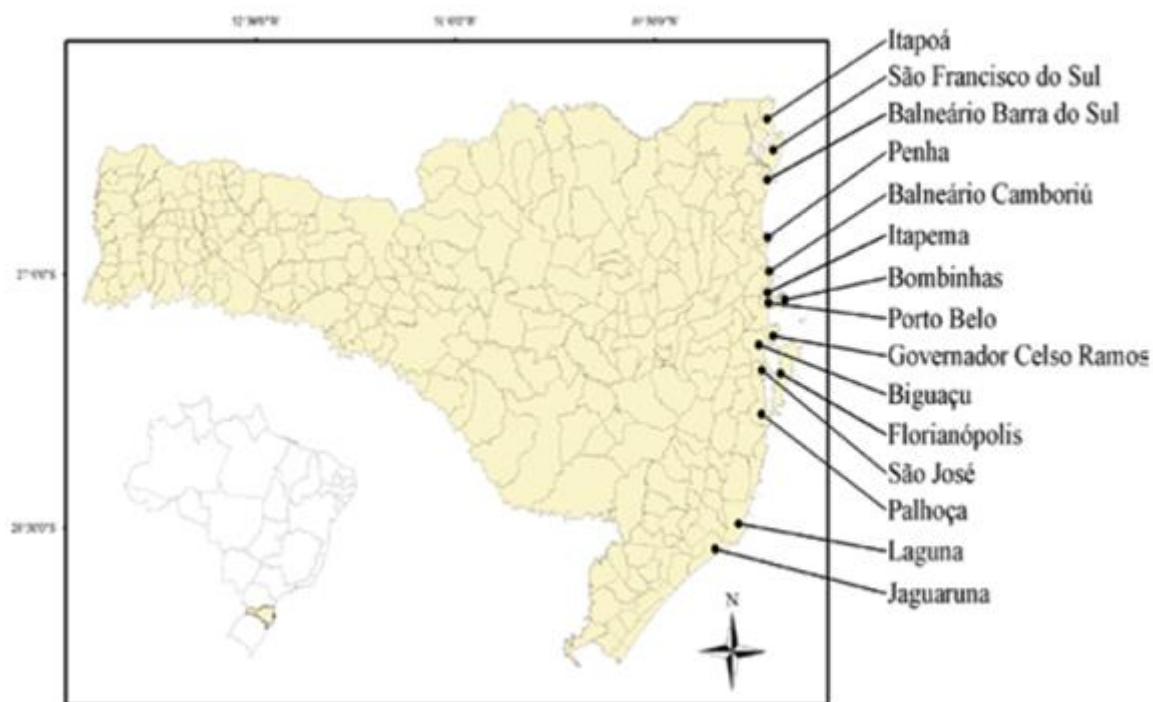 Itapoá
São Francisco do Sul
Balneário Barra do Sul
Penha
Balneário Camboriú
Itapema
Bombinhas
Porto Belo
Governador Celso Ramos
Biguaçu
Florianópolis
São José
Palhoça
Laguna
Jaguaruna
N